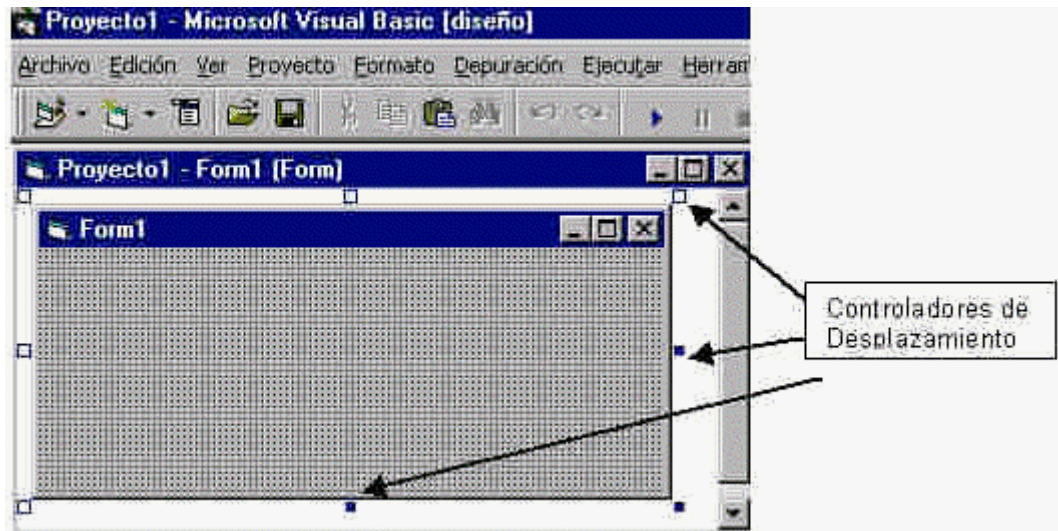 Proyecto1 - Microsoft Visual Basic [diseño]
Archivo Edición Ver Proyecto Formato Depuración Ejecutar Herram
Proyecto1 - Form1 (Form)
Form1
Controladores de
Desplazamiento